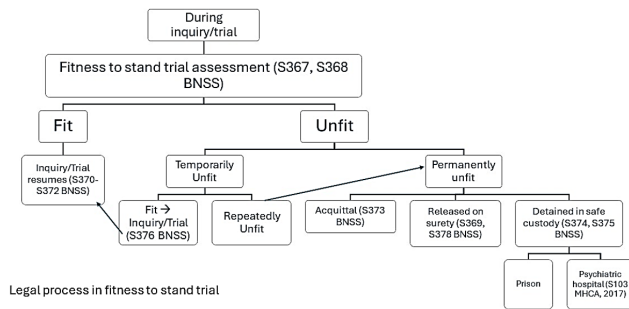 During
inquiry/trial
Fitness to stand trial assessment (S367, S368
BNSS)
Fit
Unfit
Inquiry/Trial
resumes (S370-
S372 BNSS)
Temporarily
Unfit
Permanently
unfit
Fit →
Inquiry/Trial
(S376 BNSS)
Repeatedly
Unfit
Acquittal (S373
BNSS)
Released on
surety (S369,
S378 BNSS)
Detained in safe
custody (S374, S375
BNSS)
Prison
Psychiatric
hospital (S103
MHCA, 2017)
Legal process in fitness to stand trial